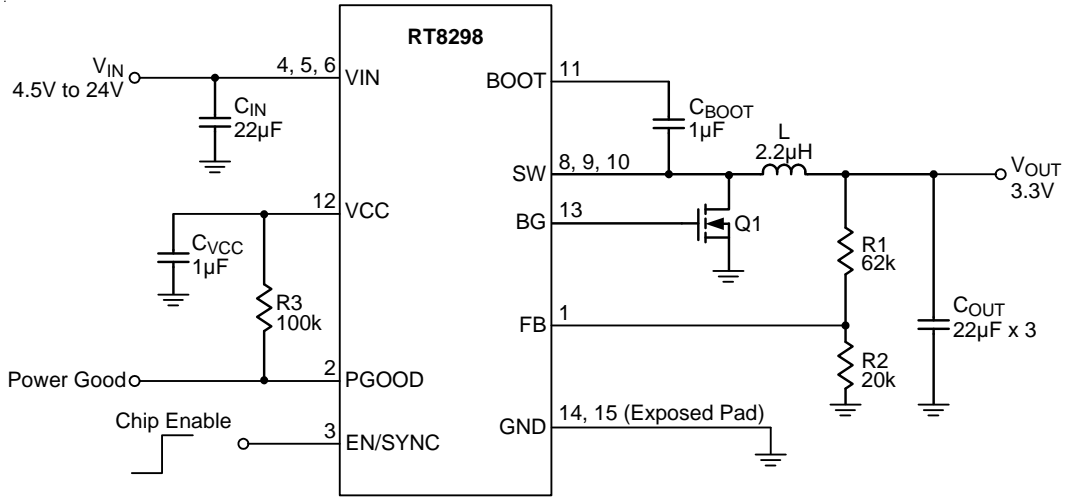 RT8298
VIN
4.5V to 24V
4, 5, 6
VIN
CIN
22µF
BOOT
11
CBOOT
1µF
L
2.2µH
SW
8, 9, 10
VOUT
3.3V
12
VCC
CVCC
1µF
BG
13
Q1
R1
62k
R3
100k
FB
1
COUT
22µF x 3
R2
20k
Power Good
2
PGOOD
Chip Enable
3
EN/SYNC
GND
14, 15 (Exposed Pad)